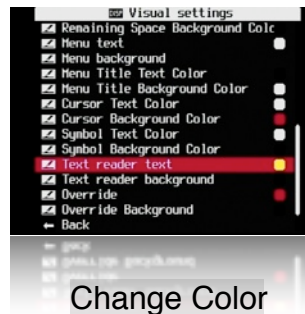 Visual settings
Remaining Space Background Colc
Menu text
Menu background
Menu Title Text Color
Menu Title Background Color
Cursor Text Color
Cursor Background Color
Symbol Text Color
Symbol Background Color
Text reader text
Text reader background
Override
Override Background
← Back
Change Color